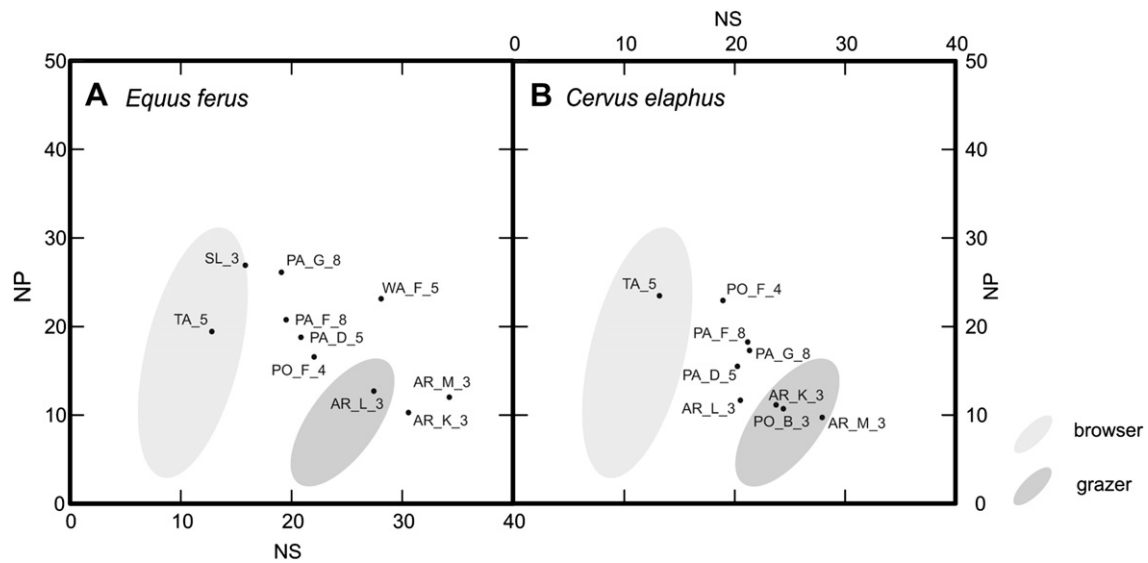 NS
0 10 20 30 40
50 A Equus ferus B Cervus elaphus 50
40 40
30 30
SL_3 PA_G_8
WA_F_5
TA_5 PO_F_4
NP NP
20 TA_5 PA_F_8 20
PA_D_5 PA_F_8
PO_F_4 PA_G_8
PA_D_5
AR_L_3 AR_M_3 AR_L_3 AR_K_3
10 AR_K_3 PO_B_3 AR_M_3 10
browser
grazer
0 0
0 10 20 30 40
NS